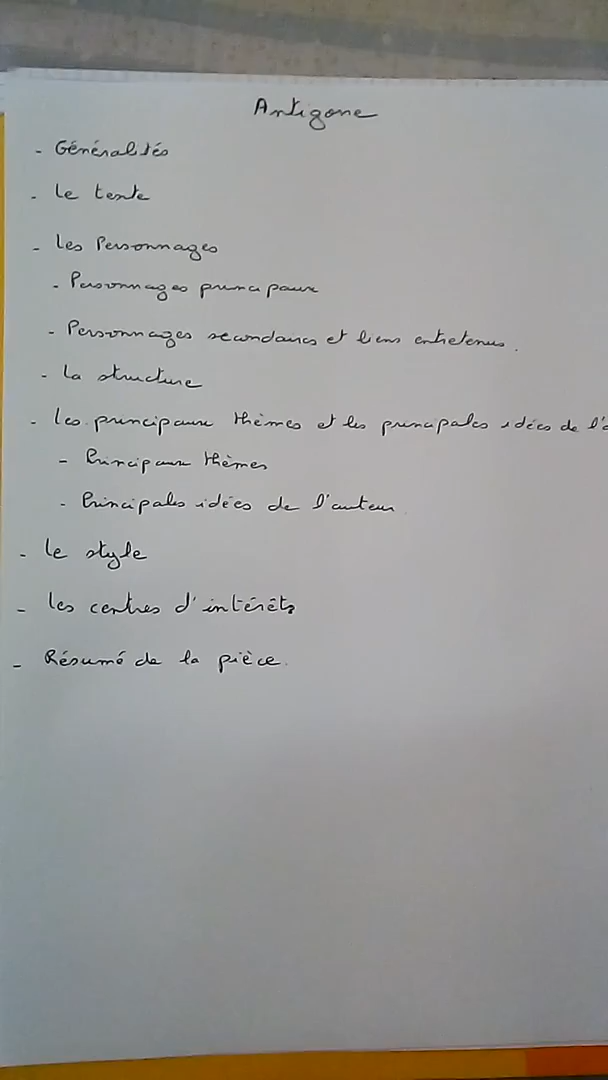 Antigone
- Généralités
- Le texte
- Les Personnages
- Personnages principaux
- Personnages secondaires et liens entretenus.
- La structure
- Les principaux thèmes et les principales idées de l'a
- Principaux thèmes
- Principales idées de l'auteur.
- Le style
- Les centres d'intérêts
- Résumé de la pièce.